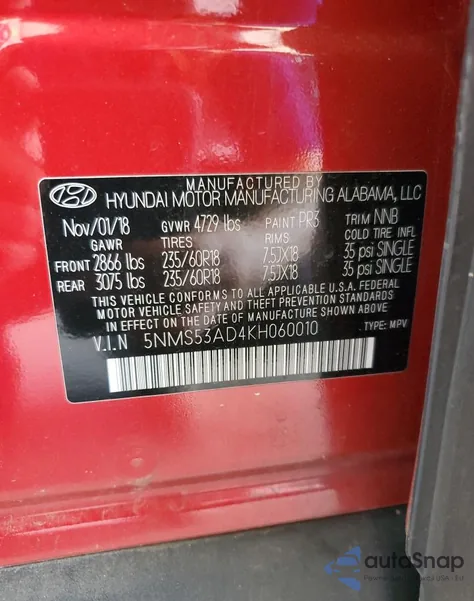 MANUFACTURED BY
HYUNDAI MOTOR MANUFACTURING ALABAMA, LLC
Nov/01/18 GVWR 4729 lbs PAINT PR3 TRIM NNB
GAWR TIRES RIMS COLD TIRE INFL
FRONT 2866 lbs 235/60R18 7.5JX18 35 psi SINGLE
REAR 3075 lbs 235/60R18 7.5JX18 35 psi SINGLE
THIS VEHICLE CONFORMS TO ALL APPLICABLE U.S.A. FEDERAL
MOTOR VEHICLE SAFETY AND THEFT PREVENTION STANDARDS
IN EFFECT ON THE DATE OF MANUFACTURE SHOWN ABOVE.
V.I.N 5NMS53AD4KH060010 TYPE: MPV
autoSnap